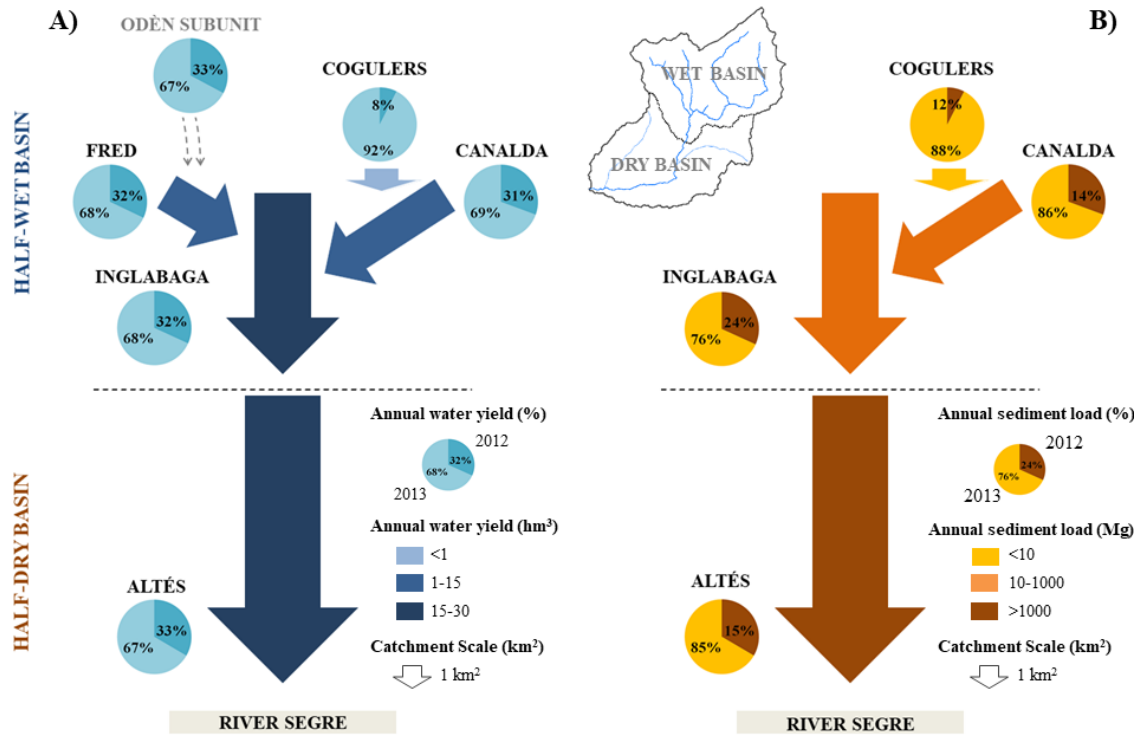 A)
ODÈN SUBUNIT
33%
67%
COGULERS
8%
92%
FRED
32%
68%
CANALDA
31%
69%
INGLABAGA
32%
68%
HALF-WET BASIN
Annual water yield (%)
2012
32%
68%
2013
Annual water yield (hm³)
<1
1-15
15-30
Catchment Scale (km²)
1 km²
ALTÉS
33%
67%
HALF-DRY BASIN
RIVER SEGRE
B)
WET BASIN
DRY BASIN
COGULERS
12%
88%
CANALDA
14%
86%
INGLABAGA
24%
76%
Annual sediment load (%)
2012
24%
76%
2013
Annual sediment load (Mg)
<10
10-1000
>1000
Catchment Scale (km²)
1 km²
ALTÉS
15%
85%
RIVER SEGRE